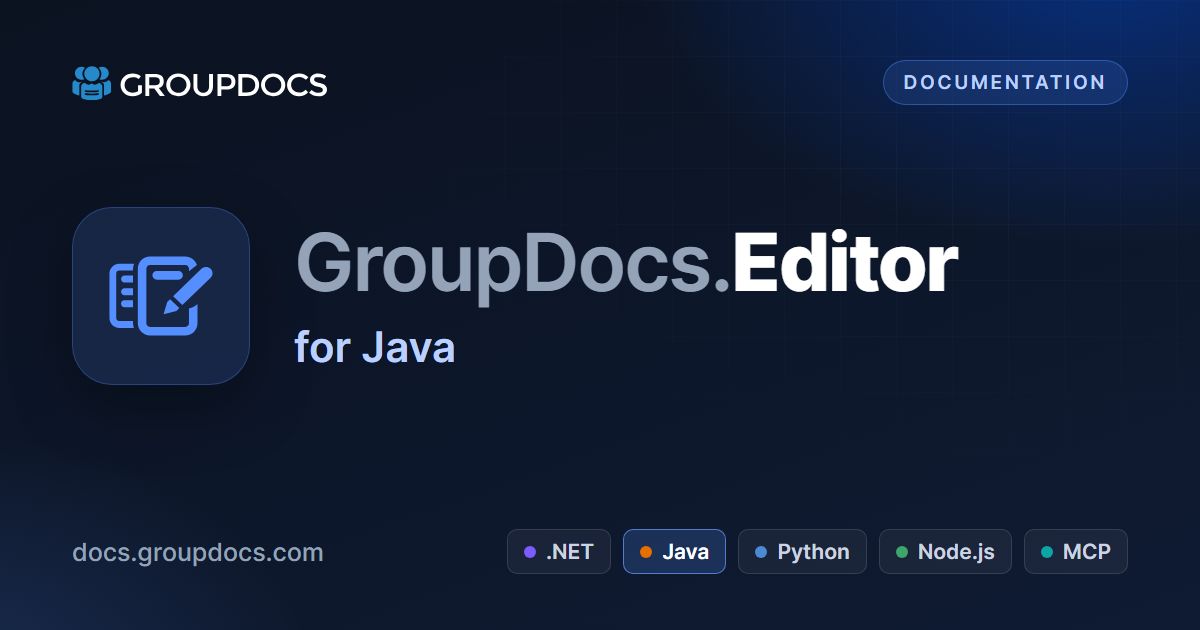 GROUPDOCS
DOCUMENTATION
GroupDocs.Editor
for Java
docs.groupdocs.com
.NET
Java
Python
Node.js
MCP